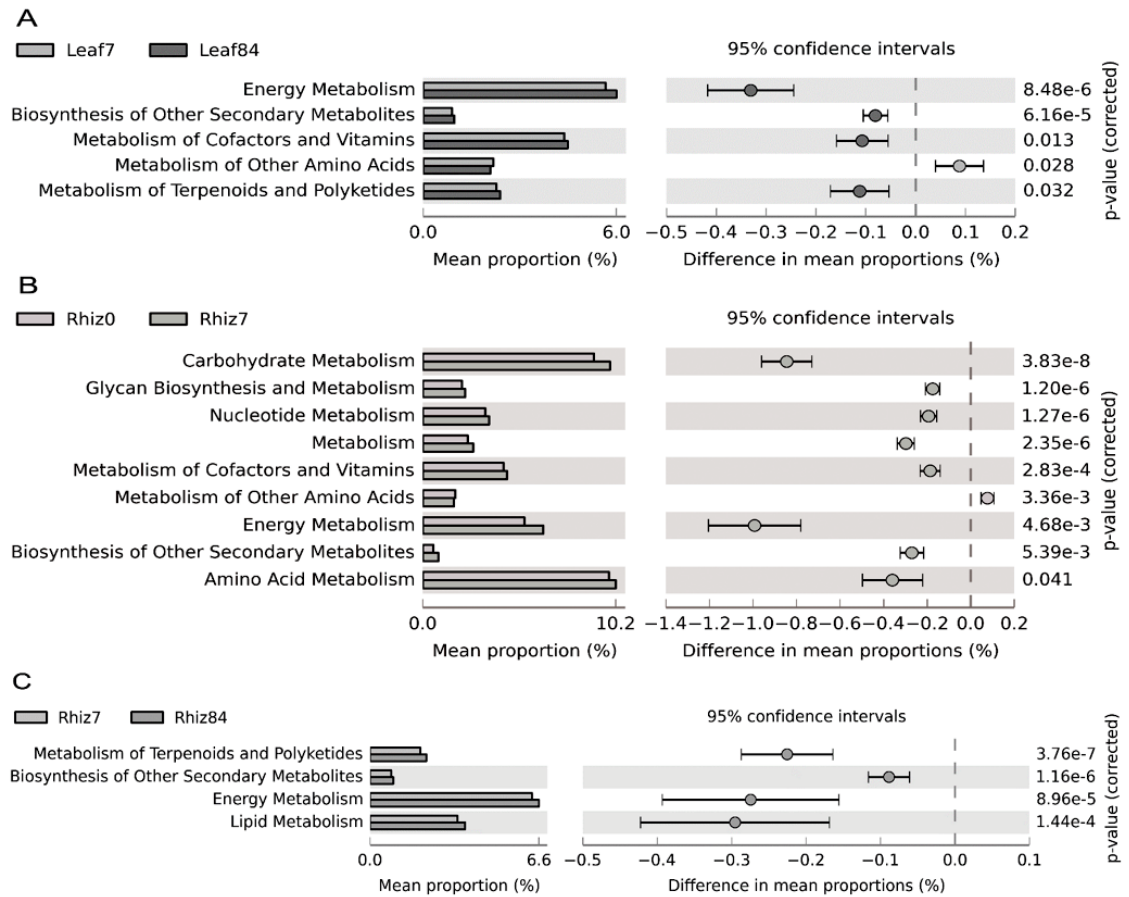 A
Leaf7 Leaf84 95% confidence intervals
Energy Metabolism 8.48e-6
Biosynthesis of Other Secondary Metabolites 6.16e-5
Metabolism of Cofactors and Vitamins 0.013
Metabolism of Other Amino Acids 0.028
Metabolism of Terpenoids and Polyketides 0.032
p-value (corrected)
0.0 6.0 −0.5 −0.4 −0.3 −0.2 −0.1 0.0 0.1 0.2
Mean proportion (%) Difference in mean proportions (%)
B
Rhiz0 Rhiz7 95% confidence intervals
Carbohydrate Metabolism 3.83e-8
Glycan Biosynthesis and Metabolism 1.20e-6
Nucleotide Metabolism 1.27e-6
Metabolism 2.35e-6
Metabolism of Cofactors and Vitamins 2.83e-4
Metabolism of Other Amino Acids 3.36e-3
Energy Metabolism 4.68e-3
Biosynthesis of Other Secondary Metabolites 5.39e-3
Amino Acid Metabolism 0.041
p-value (corrected)
0.0 10.2 −1.4 −1.2 −1.0 −0.8 −0.6 −0.4 −0.2 0.0 0.2
Mean proportion (%) Difference in mean proportions (%)
C
Rhiz7 Rhiz84 95% confidence intervals
Metabolism of Terpenoids and Polyketides 3.76e-7
Biosynthesis of Other Secondary Metabolites 1.16e-6
Energy Metabolism 8.96e-5
Lipid Metabolism 1.44e-4
p-value (corrected)
0.0 6.6 −0.5 −0.4 −0.3 −0.2 −0.1 0.0 0.1
Mean proportion (%) Difference in mean proportions (%)